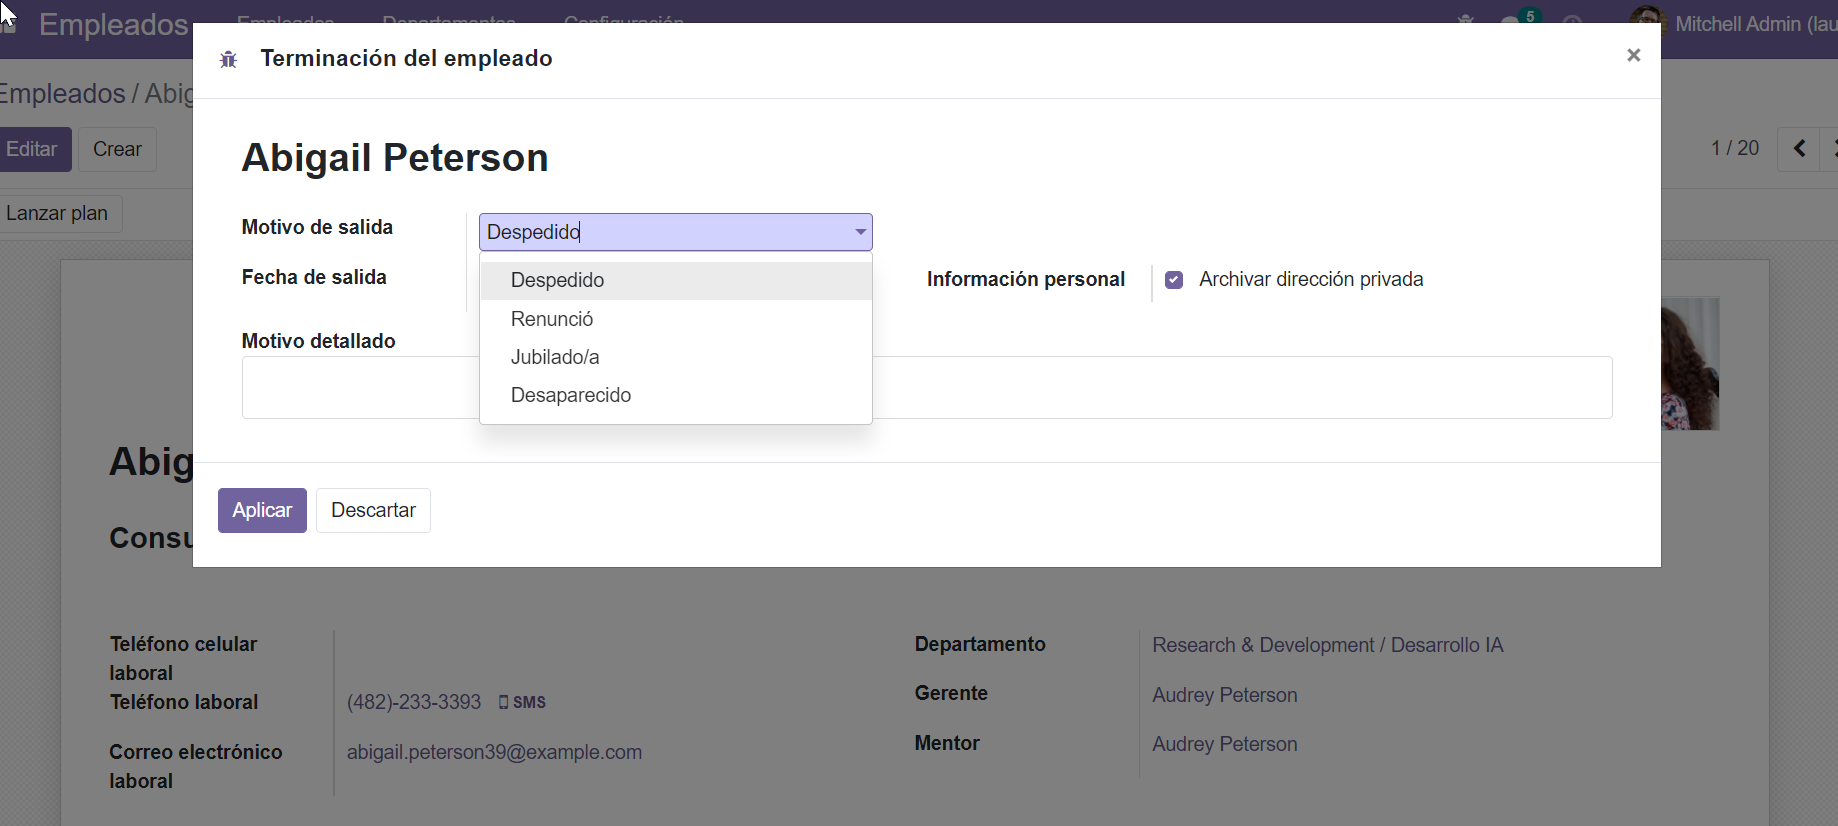 Empleados
Empleados
Departamentos
Configuración
5
Mitchell Admin (lau
Terminación del empleado
×
Empleados / Abig
Editar
Crear
1 / 20
Lanzar plan
Abigail Peterson
Motivo de salida
Despedido
Fecha de salida
Despedido
Renunció
Jubilado/a
Desaparecido
Información personal
Archivar dirección privada
Motivo detallado
Abig
Aplicar
Descartar
Consu
Teléfono celular
laboral
Teléfono laboral
(482)-233-3393
SMS
Correo electrónico
laboral
abigail.peterson39@example.com
Departamento
Research & Development / Desarrollo IA
Gerente
Audrey Peterson
Mentor
Audrey Peterson